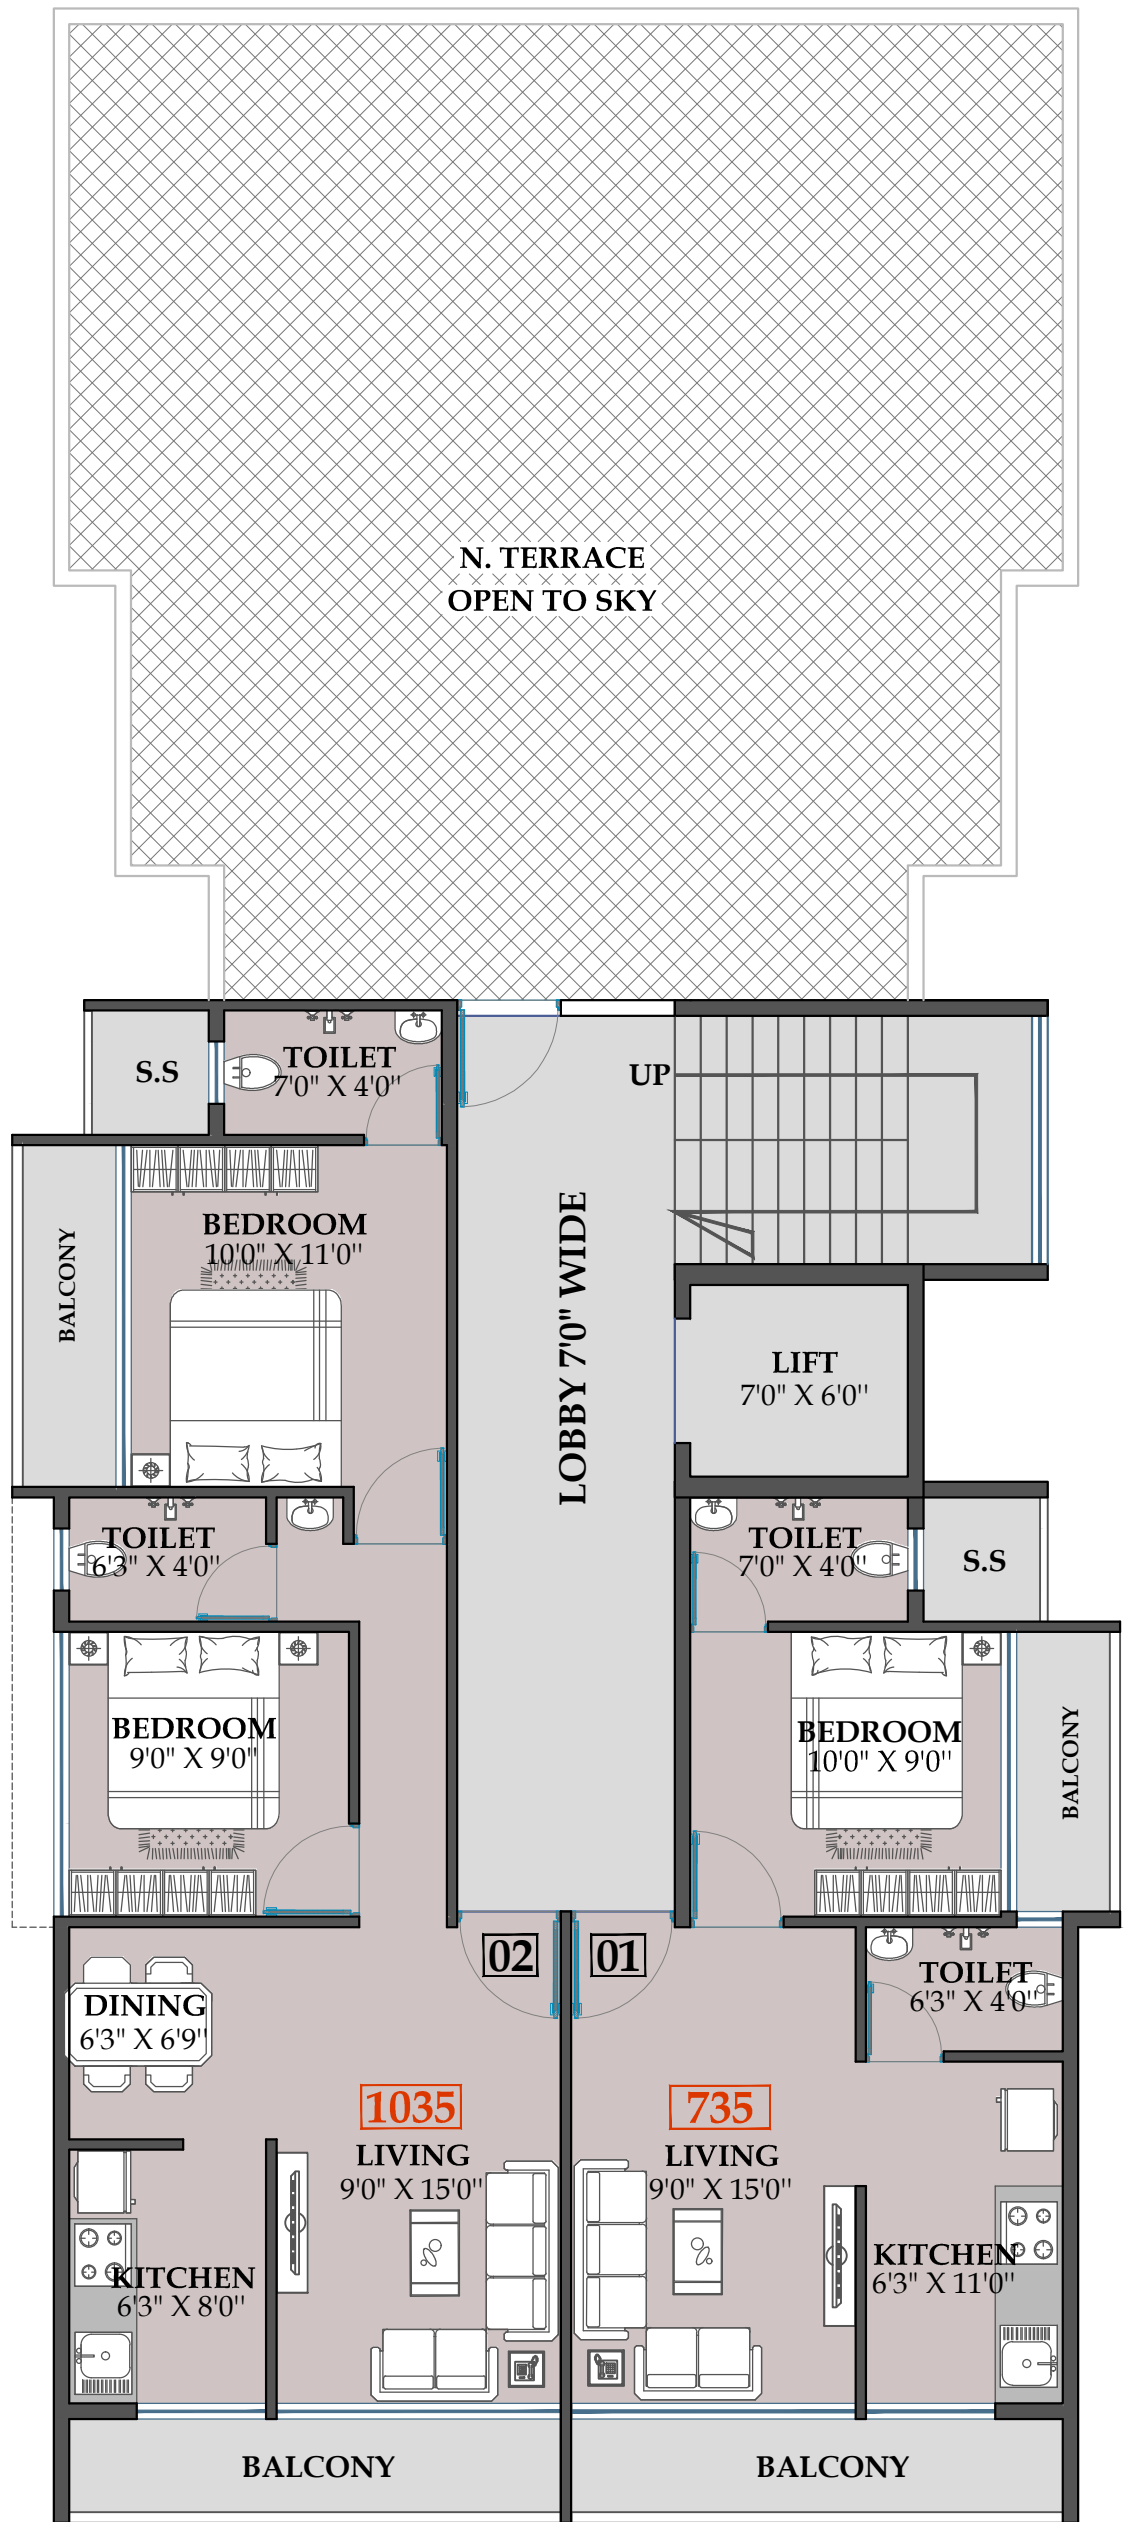 N. TERRACE
OPEN TO SKY
S.S
TOILET
7'0" X 4'0"
UP
BEDROOM
10'0" X 11'0"
BALCONY
LOBBY 7'0" WIDE
LIFT
7'0" X 6'0"
TOILET
6'3" X 4'0"
TOILET
7'0" X 4'0"
S.S
BEDROOM
9'0" X 9'0"
BEDROOM
10'0" X 9'0"
BALCONY
02
01
TOILET
6'3" X 4'0"
DINING
6'3" X 6'9"
1035
735
LIVING
9'0" X 15'0"
LIVING
9'0" X 15'0"
KITCHEN
6'3" X 8'0"
KITCHEN
6'3" X 11'0"
BALCONY
BALCONY